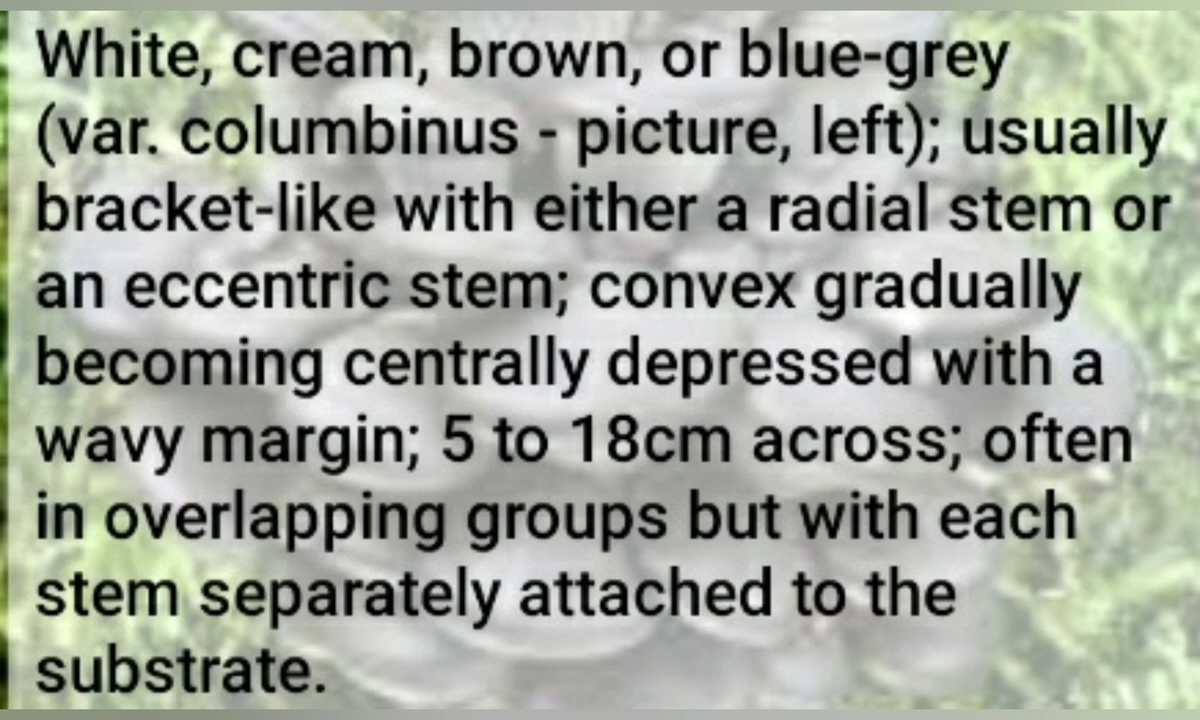 White, cream, brown, or blue-grey
(var. columbinus - picture, left); usually
bracket-like with either a radial stem or
an eccentric stem; convex gradually
becoming centrally depressed with a
wavy margin; 5 to 18cm across; often
in overlapping groups but with each
stem separately attached to the
substrate.